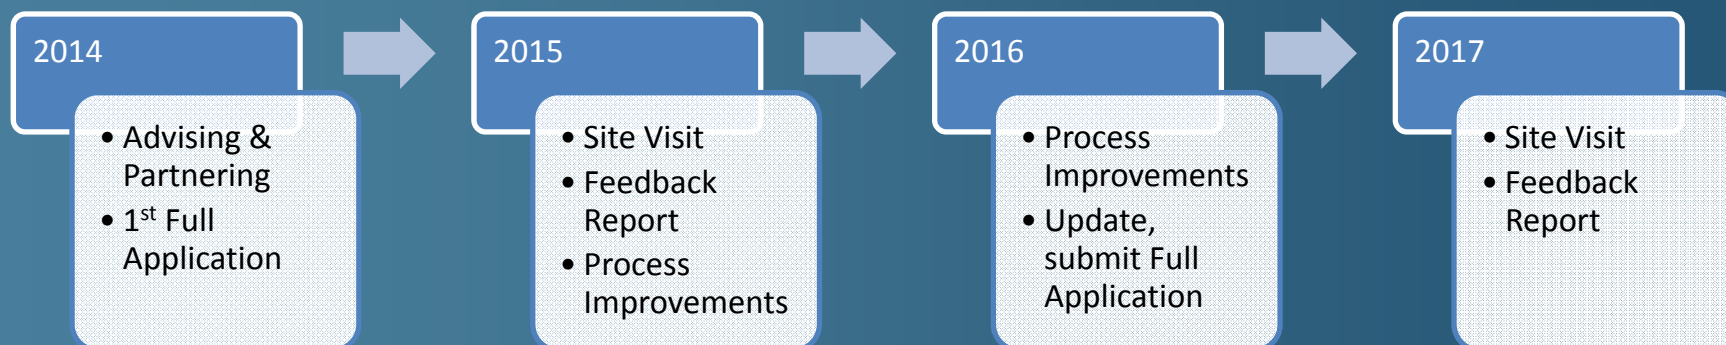 2014
• Advising &
Partnering
• 1st Full
Application
2015
• Site Visit
• Feedback
Report
• Process
Improvements
2016
• Process
Improvements
• Update,
submit Full
Application
2017
• Site Visit
• Feedback
Report